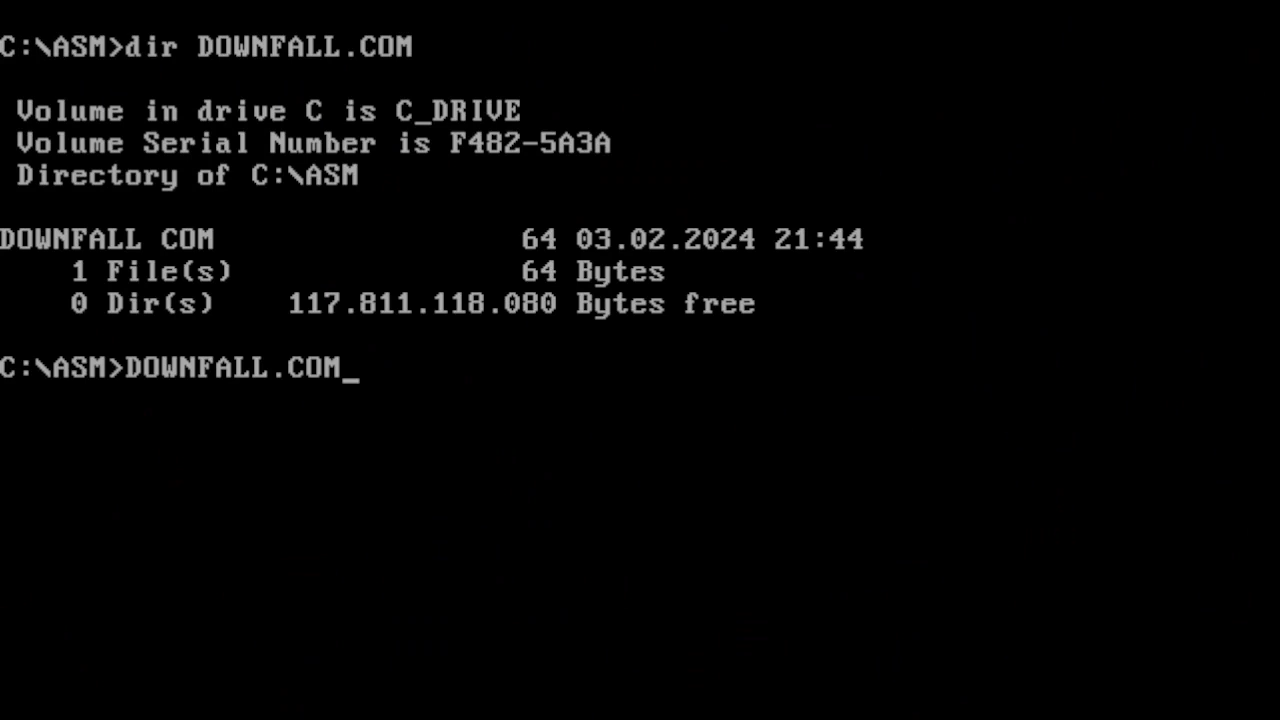 C:\ASM>dir DOWNFALL.COM
Volume in drive C is C_DRIVE
Volume Serial Number is F482-5A3A
Directory of C:\ASM
DOWNFALL COM 64 03.02.2024 21:44
1 File(s) 64 Bytes
0 Dir(s) 117.811.118.080 Bytes free
C:\ASM>DOWNFALL.COM_